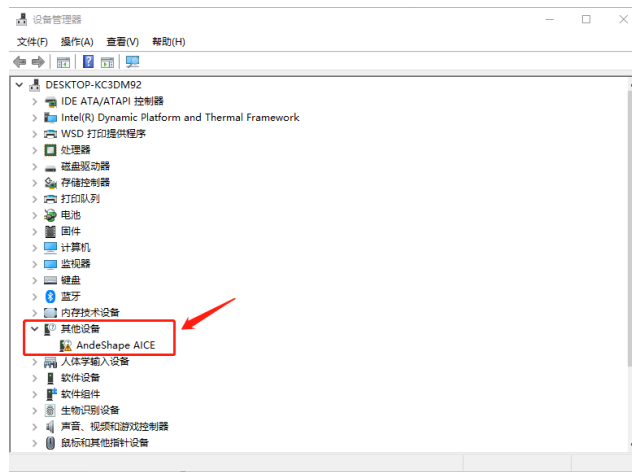 设备管理器
文件(F) 操作(A) 查看(V) 帮助(H)
DESKTOP-KC3DM92
IDE ATA/ATAPI 控制器
Intel(R) Dynamic Platform and Thermal Framework
WSD 打印提供程序
处理器
磁盘驱动器
存储控制器
打印队列
电池
固件
计算机
监视器
键盘
蓝牙
内存技术设备
其他设备
AndeShape AICE
人体学输入设备
软件设备
软件组件
生物识别设备
声音、视频和游戏控制器
鼠标和其他指针设备